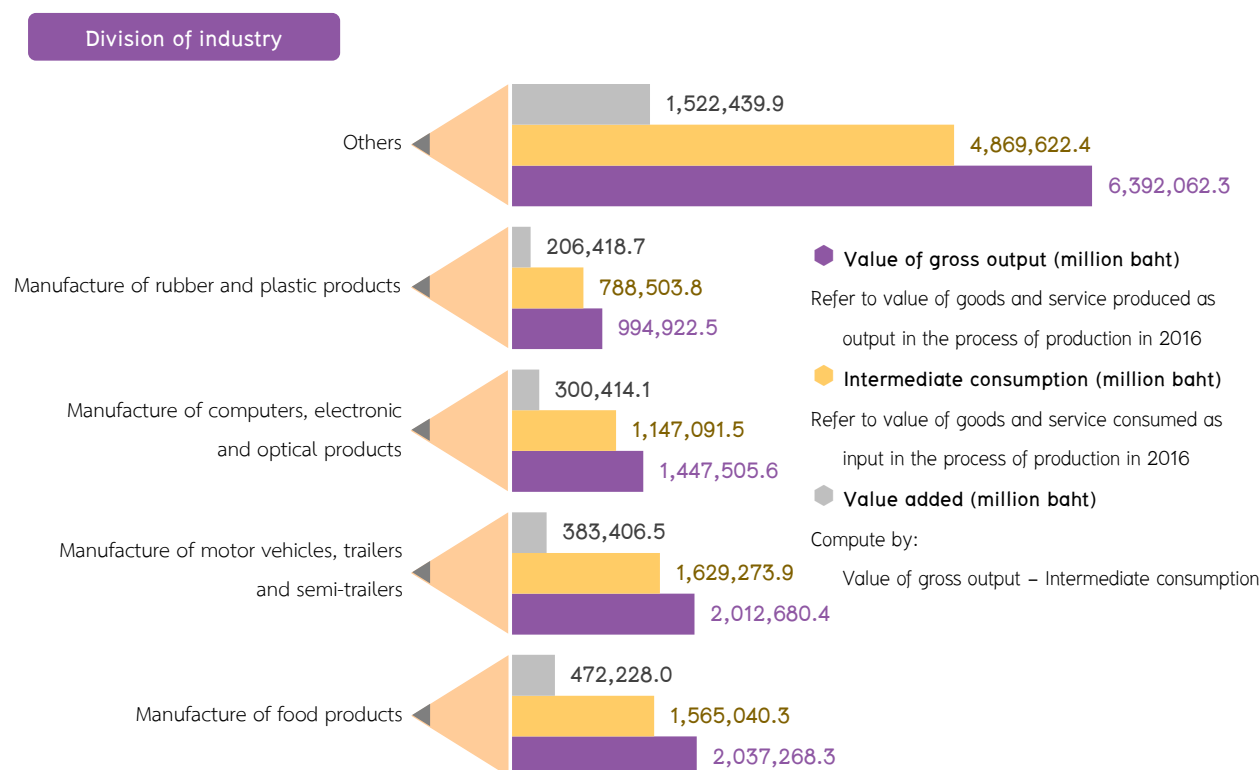 Division of industry
Others
1,522,439.9
4,869,622.4
6,392,062.3
Manufacture of rubber and plastic products
206,418.7
788,503.8
994,922.5
Manufacture of computers, electronic
and optical products
300,414.1
1,147,091.5
1,447,505.6
Manufacture of motor vehicles, trailers
and semi-trailers
383,406.5
1,629,273.9
2,012,680.4
Manufacture of food products
472,228.0
1,565,040.3
2,037,268.3
Value of gross output (million baht)
Refer to value of goods and service produced as
output in the process of production in 2016
Intermediate consumption (million baht)
Refer to value of goods and service consumed as
input in the process of production in 2016
Value added (million baht)
Compute by:
Value of gross output – Intermediate consumption